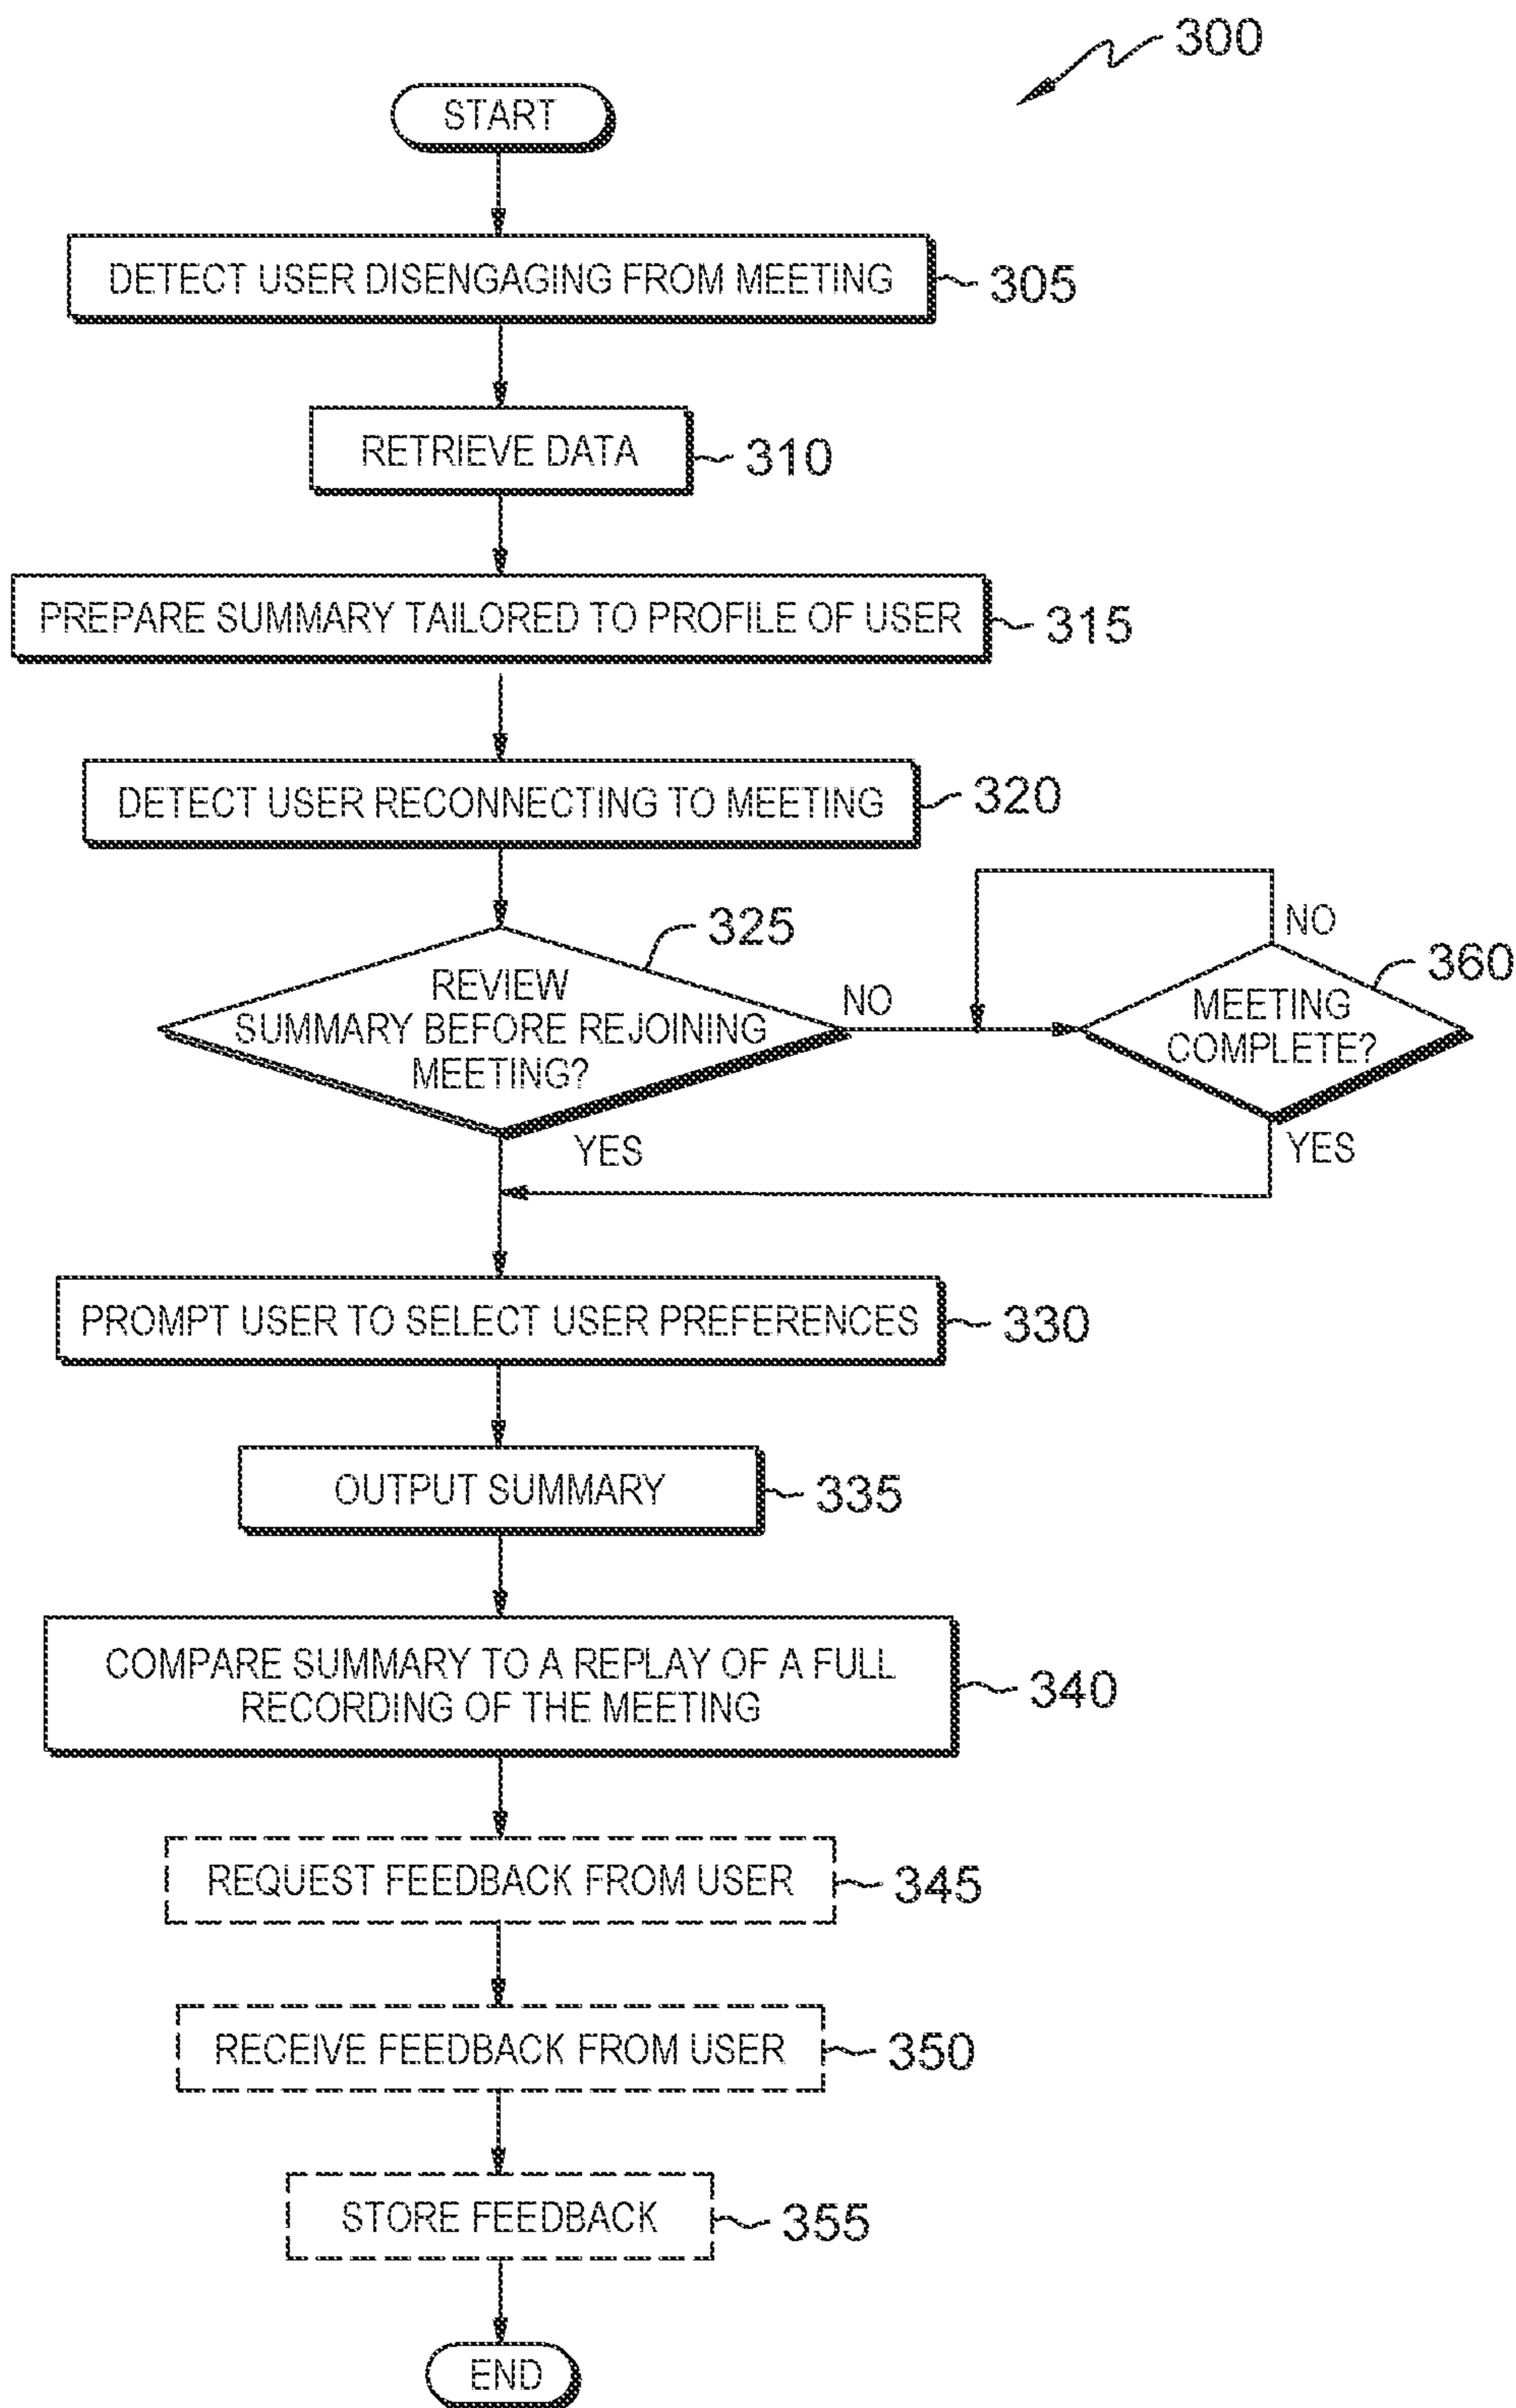 300
START
DETECT USER DISENGAGING FROM MEETING
305
RETRIEVE DATA
310
PREPARE SUMMARY TAILORED TO PROFILE OF USER
315
DETECT USER RECONNECTING TO MEETING
320
325
REVIEW
SUMMARY BEFORE REJOINING
MEETING?
NO
YES
NO
360
MEETING
COMPLETE?
YES
PROMPT USER TO SELECT USER PREFERENCES
330
OUTPUT SUMMARY
335
COMPARE SUMMARY TO A REPLAY OF A FULL
RECORDING OF THE MEETING
340
REQUEST FEEDBACK FROM USER
345
RECEIVE FEEDBACK FROM USER
350
STORE FEEDBACK
355
END